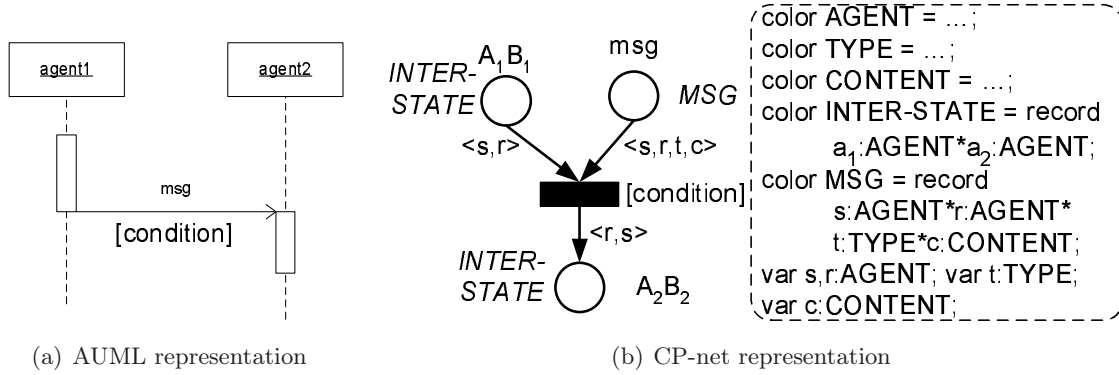 agent1
agent2
msg
[condition]
(a) AUML representation
A1B1
msg
INTER-
STATE
MSG
<s,r>
<s,r,t,c>
[condition]
<r,s>
INTER-
STATE
A2B2
color AGENT = ...;
color TYPE = ...;
color CONTENT = ...;
color INTER-STATE = record
a1:AGENT*a2:AGENT;
color MSG = record
s:AGENT*r:AGENT*
t:TYPE*c:CONTENT;
var s,r:AGENT; var t:TYPE;
var c:CONTENT;
(b) CP-net representation